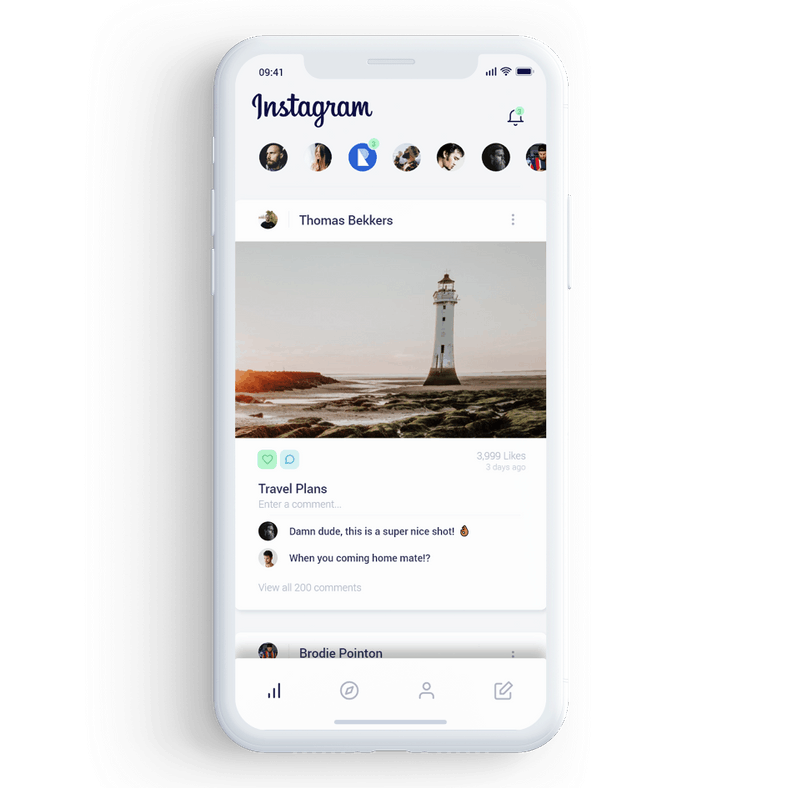 09:41
Instagram
3
3
Thomas Bekkers
3,999 Likes
3 days ago
Travel Plans
Enter a comment...
Damn dude, this is a super nice shot! 👌🏾
When you coming home mate!?
View all 200 comments
Brodie Pointon